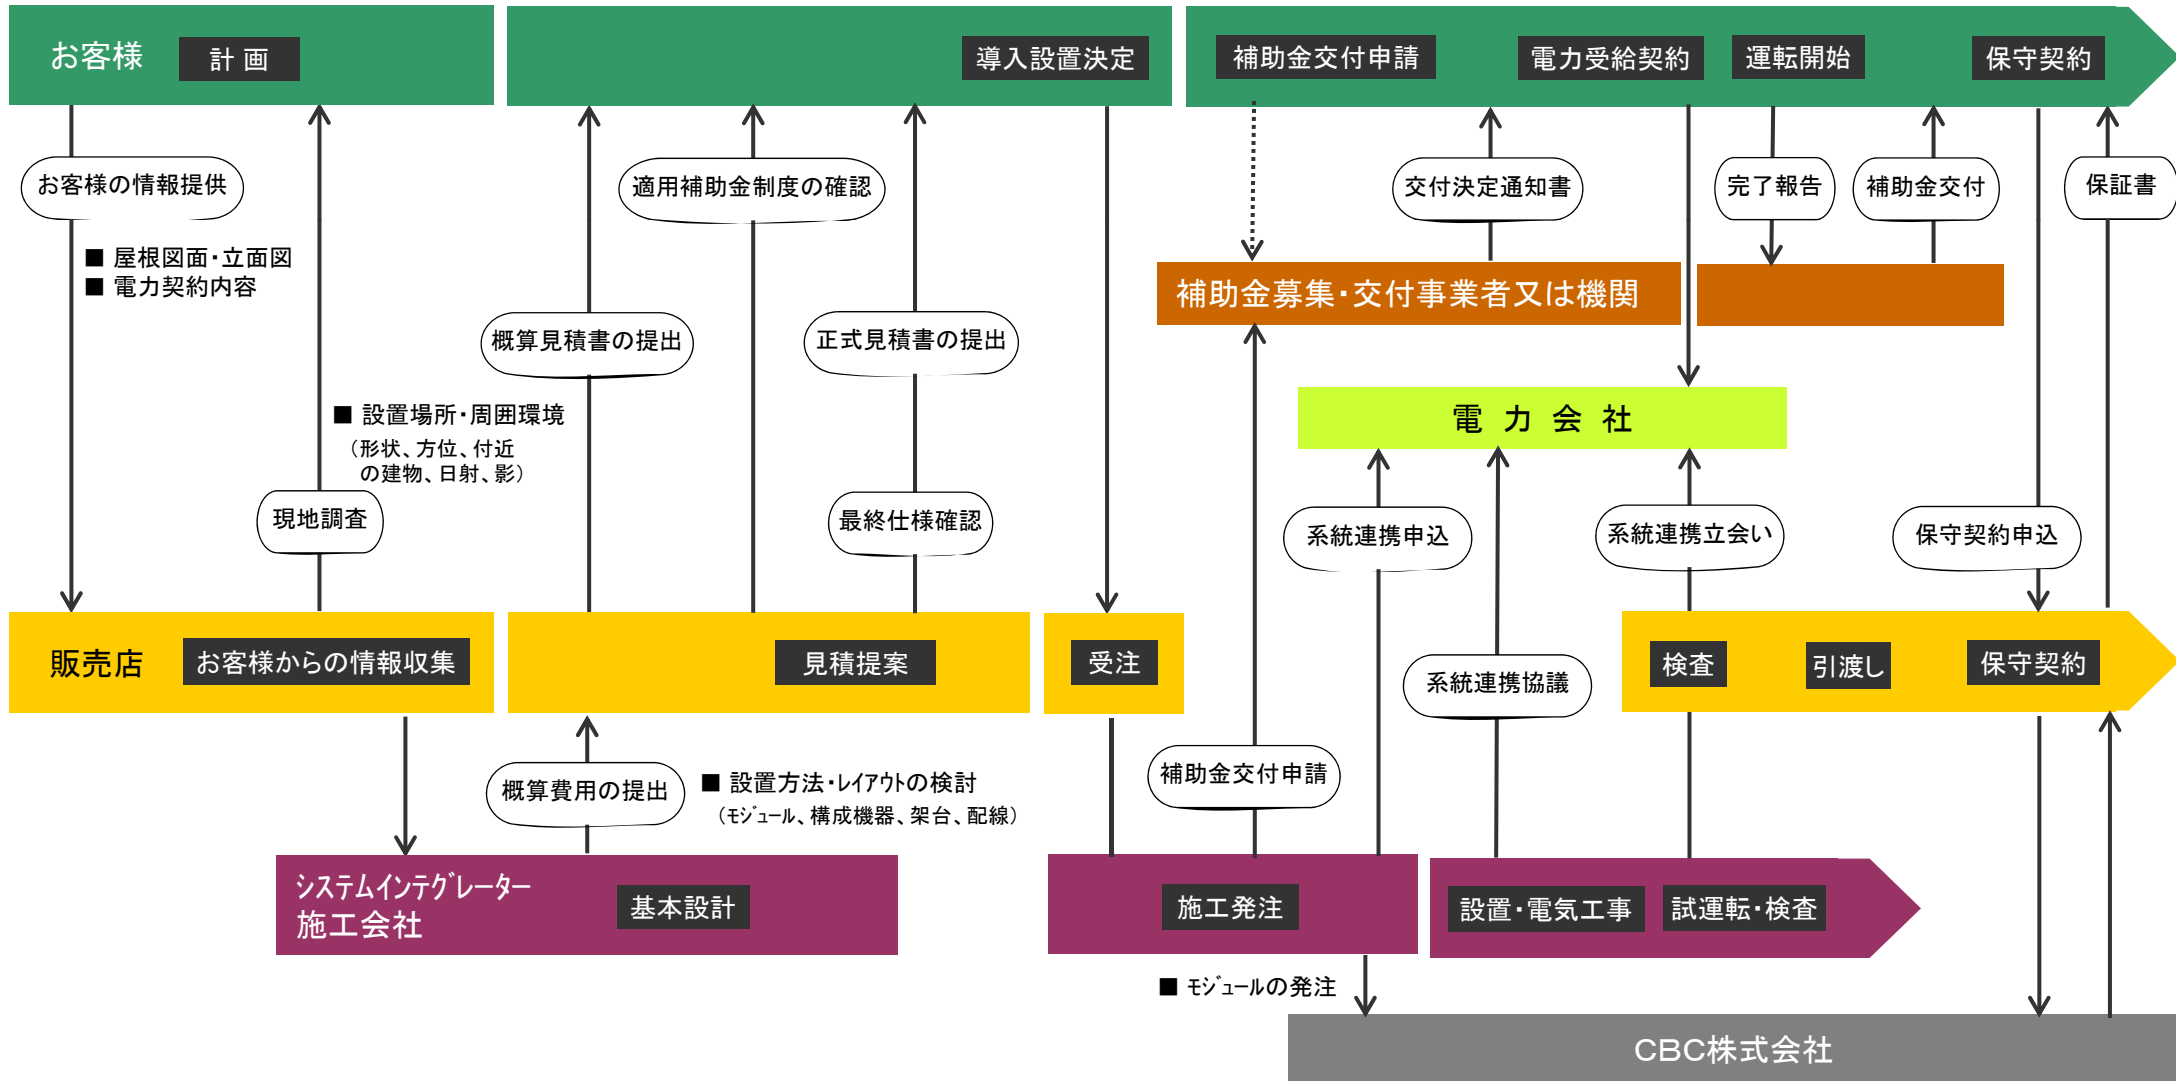 お客様
計 画
導入設置決定
補助金交付申請
電力受給契約
運転開始
保守契約
お客様の情報提供
適用補助金制度の確認
交付決定通知書
完了報告
補助金交付
保証書
■ 屋根図面・立面図
■ 電力契約内容
補助金募集・交付事業者又は機関
概算見積書の提出
正式見積書の提出
■ 設置場所・周囲環境
（形状、方位、付近
の建物、日射、影）
電 力 会 社
現地調査
最終仕様確認
系統連携申込
系統連携立会い
保守契約申込
販売店
お客様からの情報収集
見積提案
受注
検査
引渡し
保守契約
系統連携協議
概算費用の提出
■ 設置方法・レイアウトの検討
（モジュール、構成機器、架台、配線）
補助金交付申請
システムインテグレーター
施工会社
基本設計
施工発注
設置・電気工事
試運転・検査
■ モジュールの発注
CBC株式会社